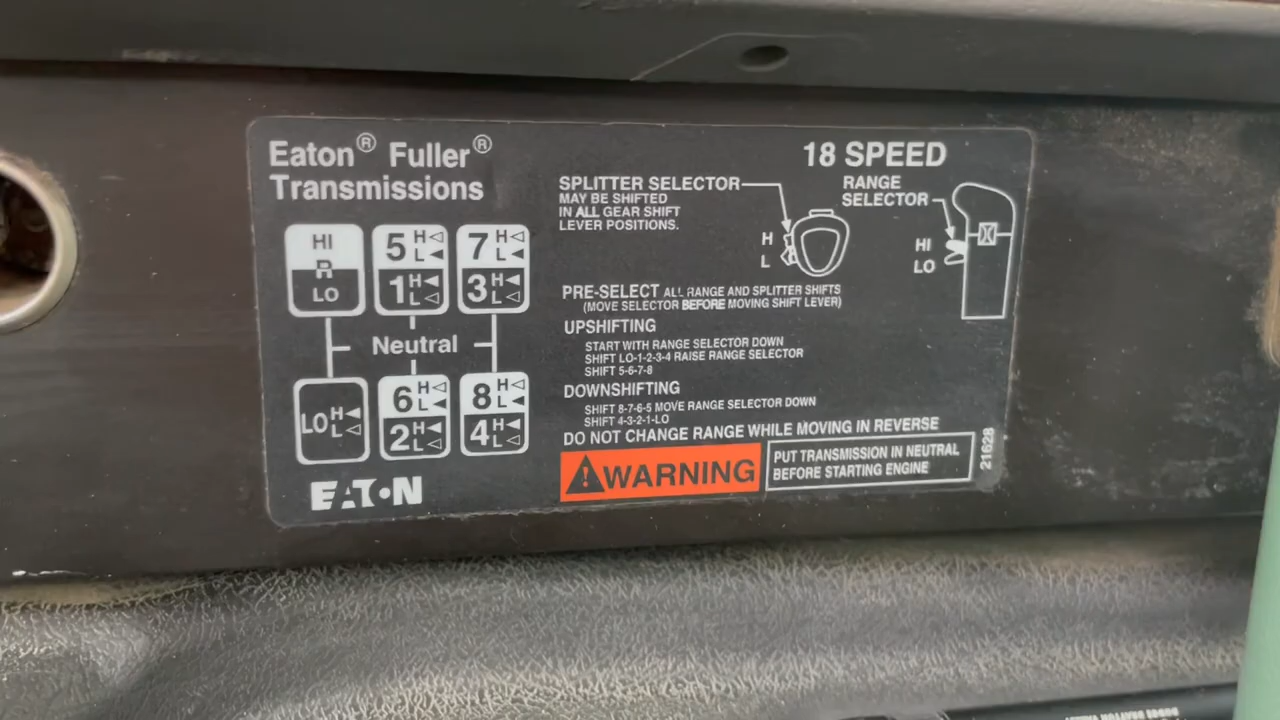 Eaton® Fuller®
Transmissions
18 SPEED
HI
R
LO
5 H L
1 H L
7 H L
3 H L
Neutral
LO H L
6 H L
2 H L
8 H L
4 H L
EATON
SPLITTER SELECTOR
MAY BE SHIFTED
IN ALL GEAR SHIFT
LEVER POSITIONS.
H
L
RANGE
SELECTOR
HI
LO
PRE-SELECT ALL RANGE AND SPLITTER SHIFTS
(MOVE SELECTOR BEFORE MOVING SHIFT LEVER)
UPSHIFTING
START WITH RANGE SELECTOR DOWN
SHIFT LO-1-2-3-4 RAISE RANGE SELECTOR
SHIFT 5-6-7-8
DOWNSHIFTING
SHIFT 8-7-6-5 MOVE RANGE SELECTOR DOWN
SHIFT 4-3-2-1-LO
DO NOT CHANGE RANGE WHILE MOVING IN REVERSE
WARNING
PUT TRANSMISSION IN NEUTRAL
BEFORE STARTING ENGINE
21628